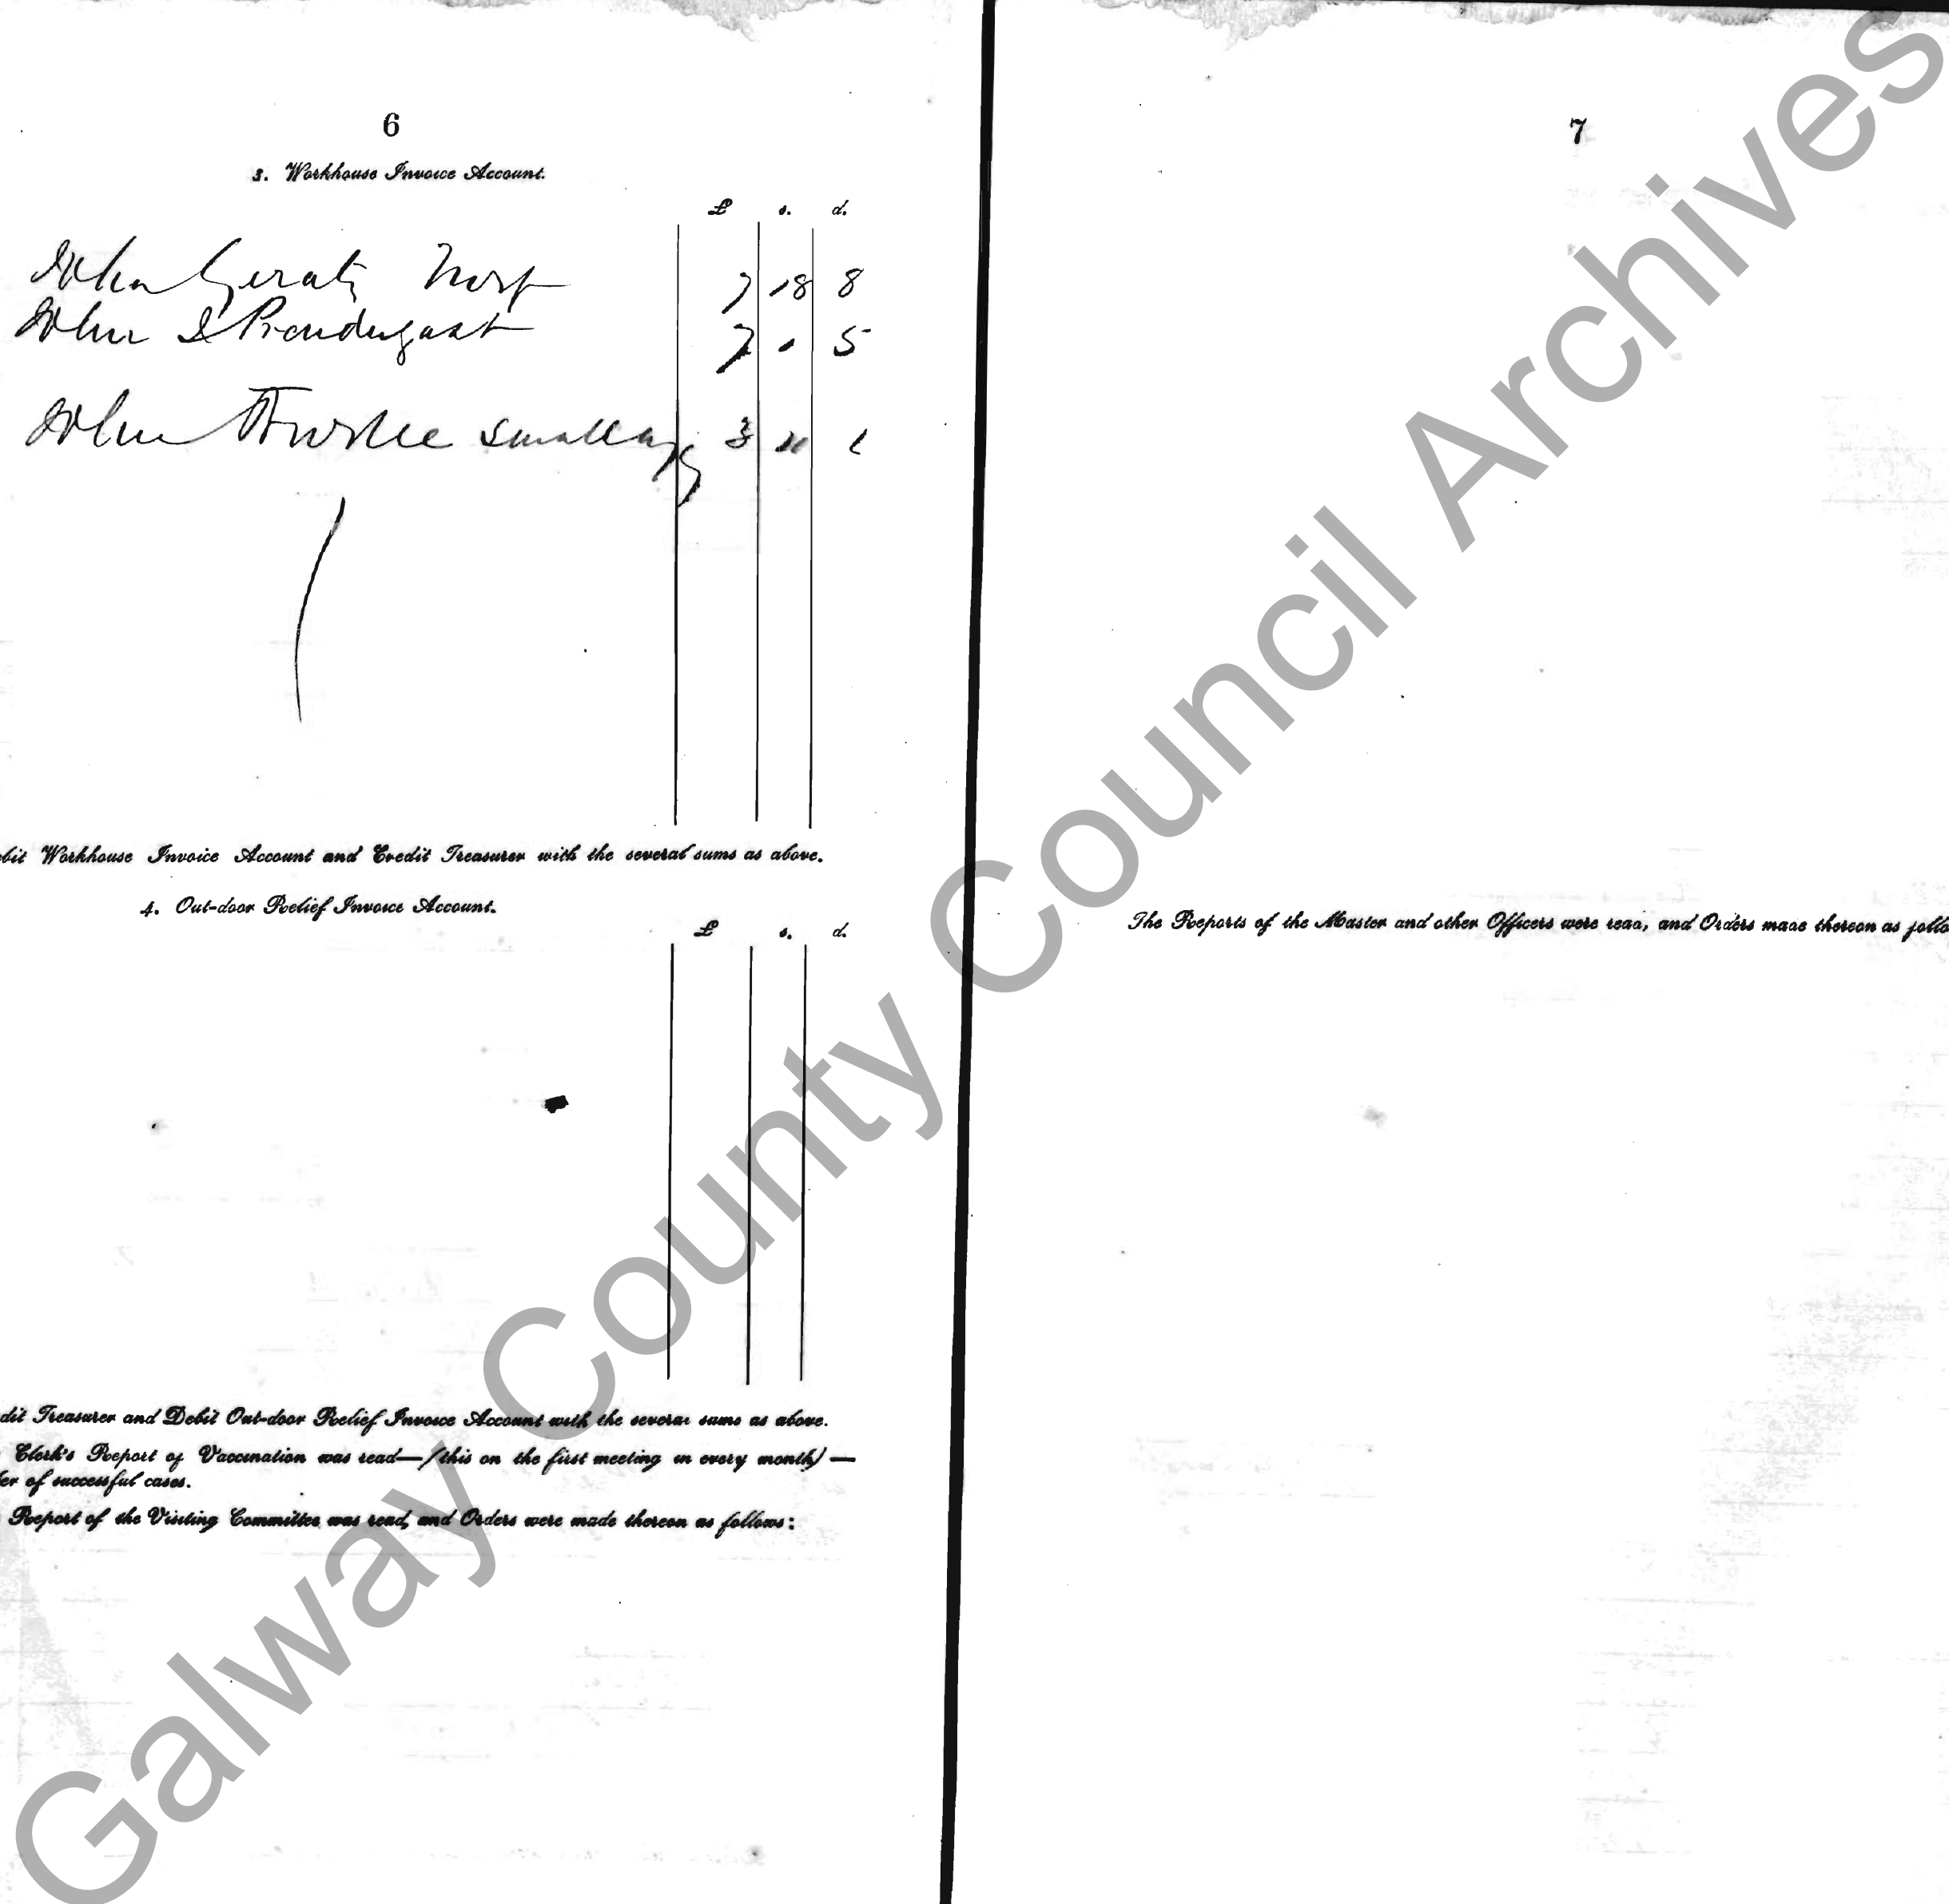 6
3. Workhouse Invoice Account.
£ s. d.
John Geraty 7 18 8
John & Prendergast 7 1 5
John 3 11 1
bit Workhouse Invoice Account and Credit Treasurer with the several sums as above.
4. Out-door Relief Invoice Account.
£ s. d.
dit Treasurer and Debit Out-door Relief Invoice Account with the several sums as above.
Clerk's Report of Vaccination was read—(this on the first meeting in every month)—
er of successful cases.
Report of the Visiting Committee was read, and Orders were made thereon as follows:
7
The Reports of the Master and other Officers were read, and Orders made thereon as follo
Galway County Council Archives